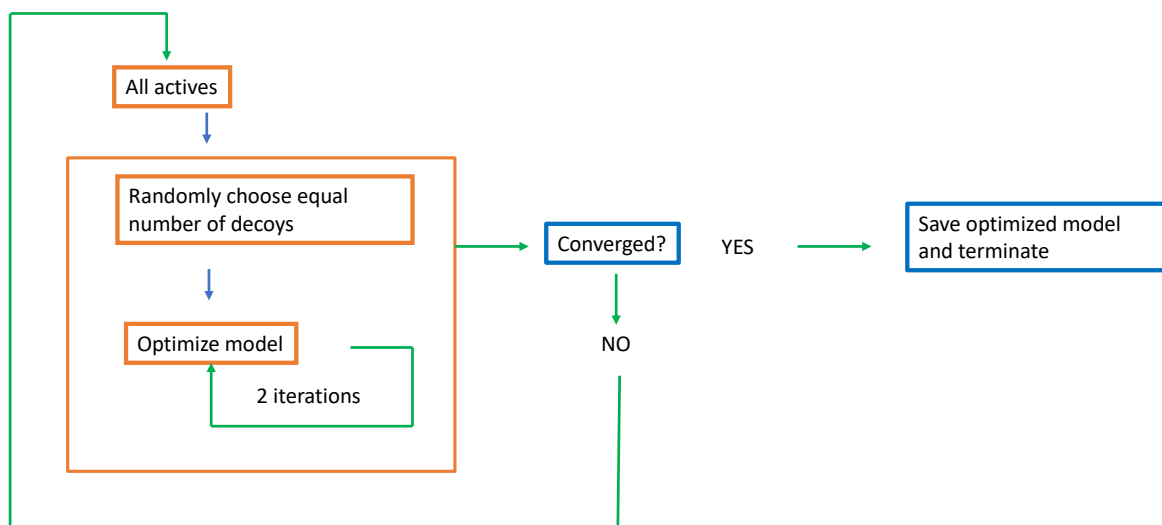 All actives
Randomly choose equal
number of decoys
Optimize model
2 iterations
Converged?
YES
NO
Save optimized model
and terminate